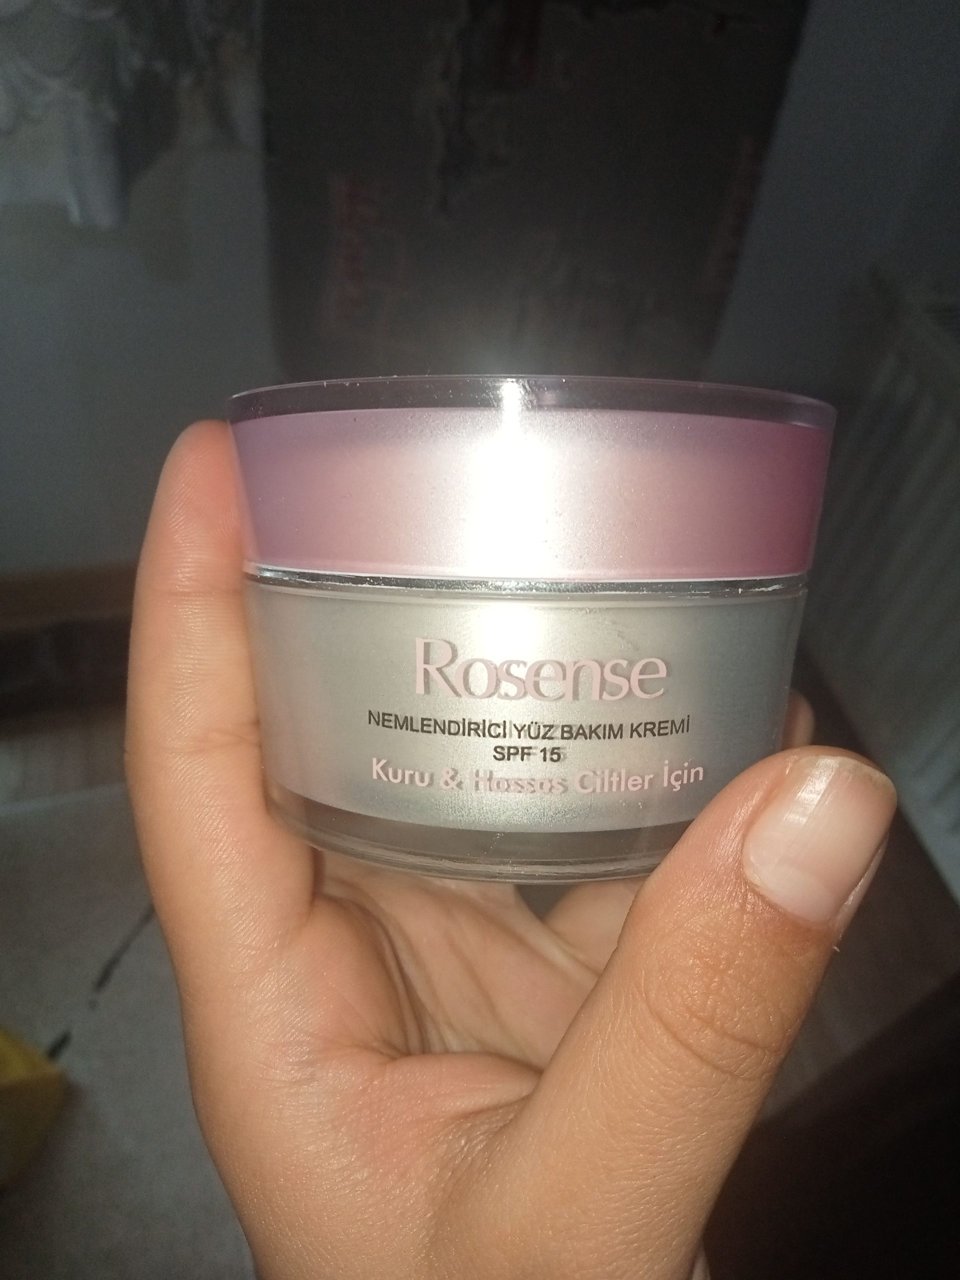 Rosense
NEMLENDİRİCİ YÜZ BAKIM KREMİ
SPF 15
Kuru & Hassas Ciltler İçin